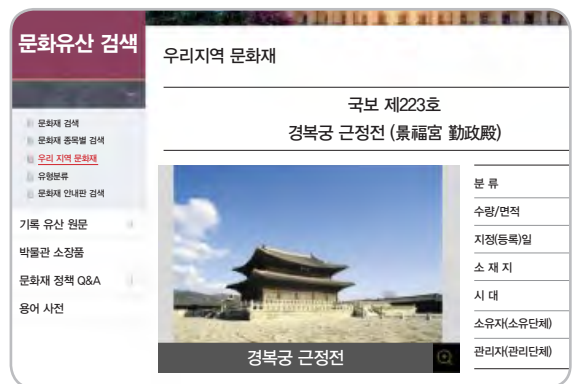 문화유산 검색
문화재 검색
문화재 종목별 검색
우리 지역 문화재
유형분류
문화재 안내판 검색
기록 유산 원문
박물관 소장품
문화재 정책 Q&A
용어 사전
우리지역 문화재
국보 제223호
경복궁 근정전 (景福宮 勤政殿)
경복궁 근정전
분 류
수량/면적
지정(등록)일
소 재 지
시 대
소유자(소유단체)
관리자(관리단체)